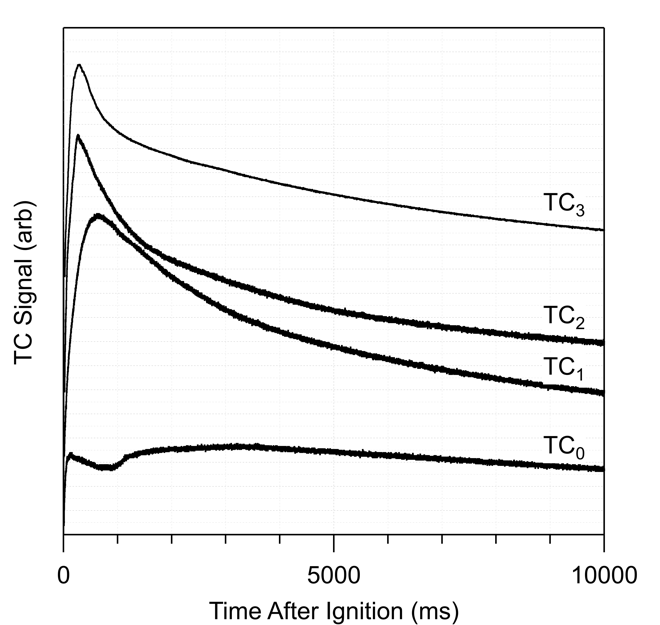 TC Signal (arb)
TC3
TC2
TC1
TC0
0 5000 10000
Time After Ignition (ms)